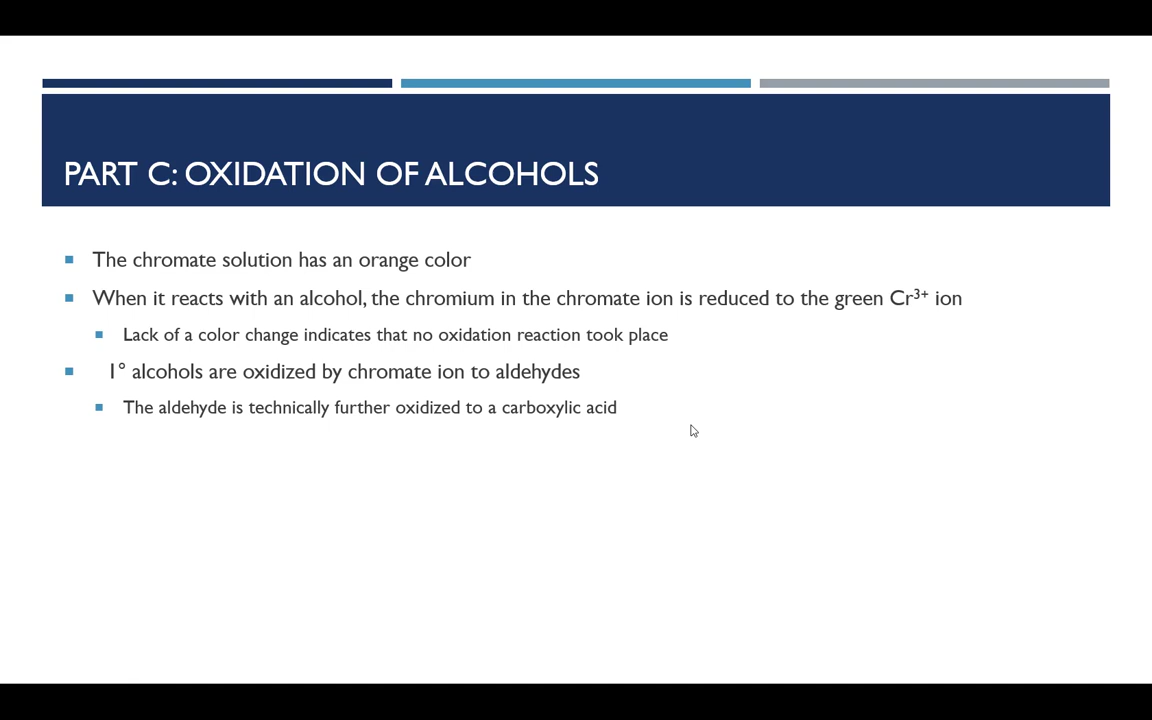 PART C: OXIDATION OF ALCOHOLS
The chromate solution has an orange color
When it reacts with an alcohol, the chromium in the chromate ion is reduced to the green Cr³⁺ ion
Lack of a color change indicates that no oxidation reaction took place
1° alcohols are oxidized by chromate ion to aldehydes
The aldehyde is technically further oxidized to a carboxylic acid